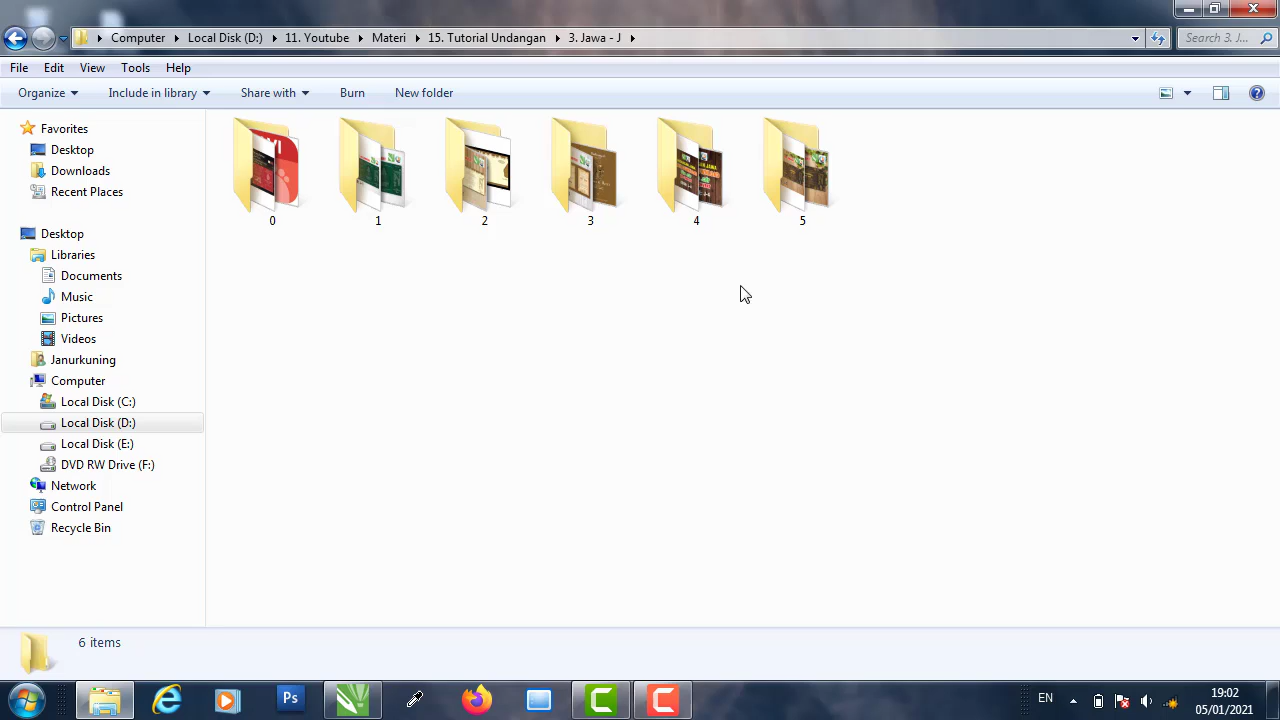 Computer Local Disk (D:) 11. Youtube Materi 15. Tutorial Undangan 3. Jawa - J
Search 3. J...
File Edit View Tools Help
Organize Include in library Share with Burn New folder
Favorites
Desktop
Downloads
Recent Places
Desktop
Libraries
Documents
Music
Pictures
Videos
Janurkuning
Computer
Local Disk (C:)
Local Disk (D:)
Local Disk (E:)
DVD RW Drive (F:)
Network
Control Panel
Recycle Bin
0 1 2 3 4 5
6 items
Ps
EN
19:02
05/01/2021